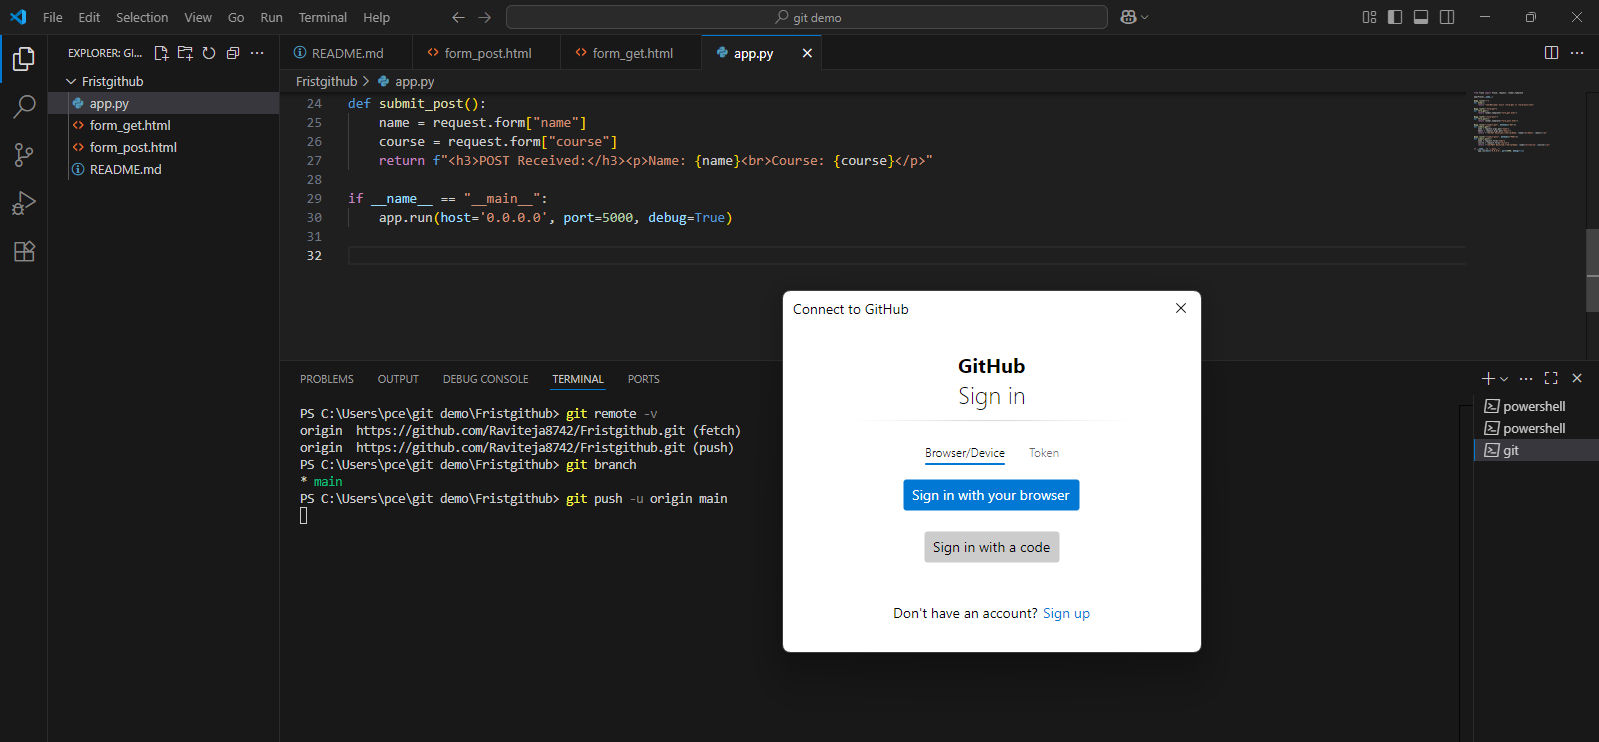 File Edit Selection View Go Run Terminal Help
git demo
EXPLORER: GI...
Fristgithub
app.py
form_get.html
form_post.html
README.md
README.md form_post.html form_get.html app.py
Fristgithub > app.py
24 def submit_post():
25 name = request.form["name"]
26 course = request.form["course"]
27 return f"<h3>POST Received:</h3><p>Name: {name}<br>Course: {course}</p>"
28
29 if __name__ == "__main__":
30 app.run(host='0.0.0.0', port=5000, debug=True)
31
32
PROBLEMS OUTPUT DEBUG CONSOLE TERMINAL PORTS
PS C:\Users\pce\git demo\Fristgithub> git remote -v
origin  https://github.com/Raviteja8742/Fristgithub.git (fetch)
origin  https://github.com/Raviteja8742/Fristgithub.git (push)
PS C:\Users\pce\git demo\Fristgithub> git branch
* main
PS C:\Users\pce\git demo\Fristgithub> git push -u origin main
powershell
powershell
git
Connect to GitHub
GitHub
Sign in
Browser/Device Token
Sign in with your browser
Sign in with a code
Don't have an account? Sign up